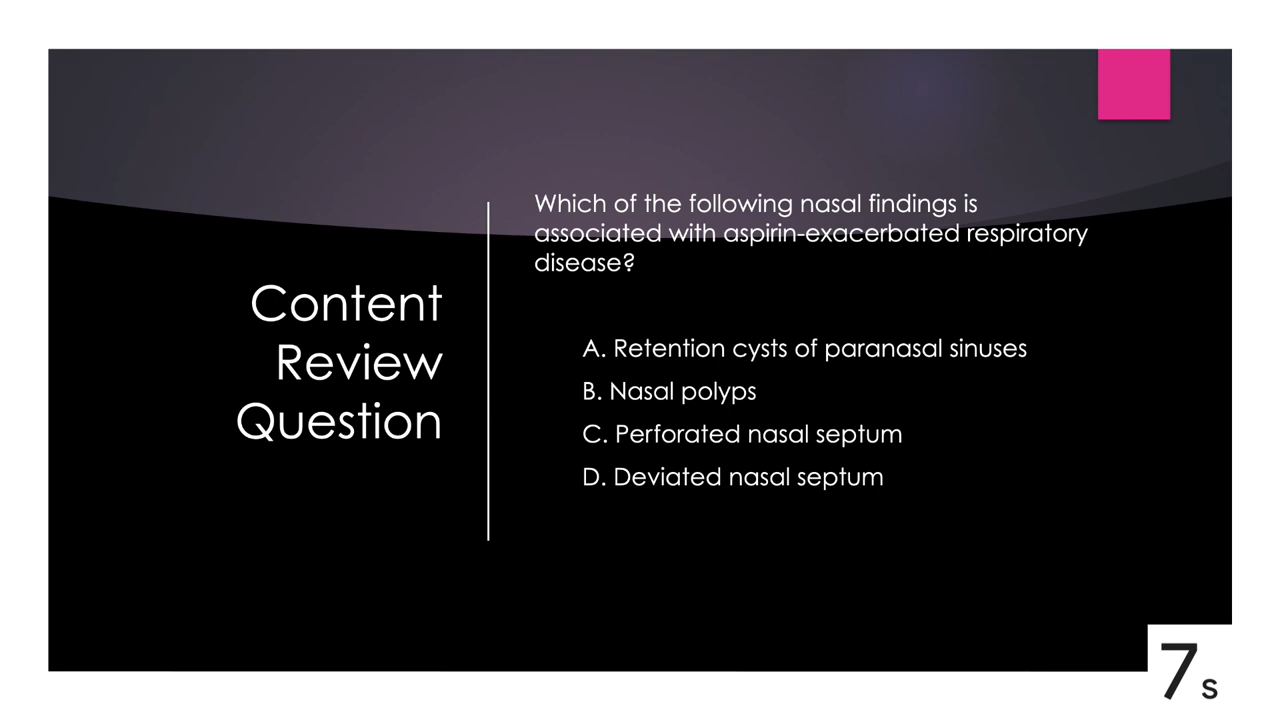 Content
Review
Question
Which of the following nasal findings is
associated with aspirin-exacerbated respiratory
disease?
A. Retention cysts of paranasal sinuses
B. Nasal polyps
C. Perforated nasal septum
D. Deviated nasal septum
7 s